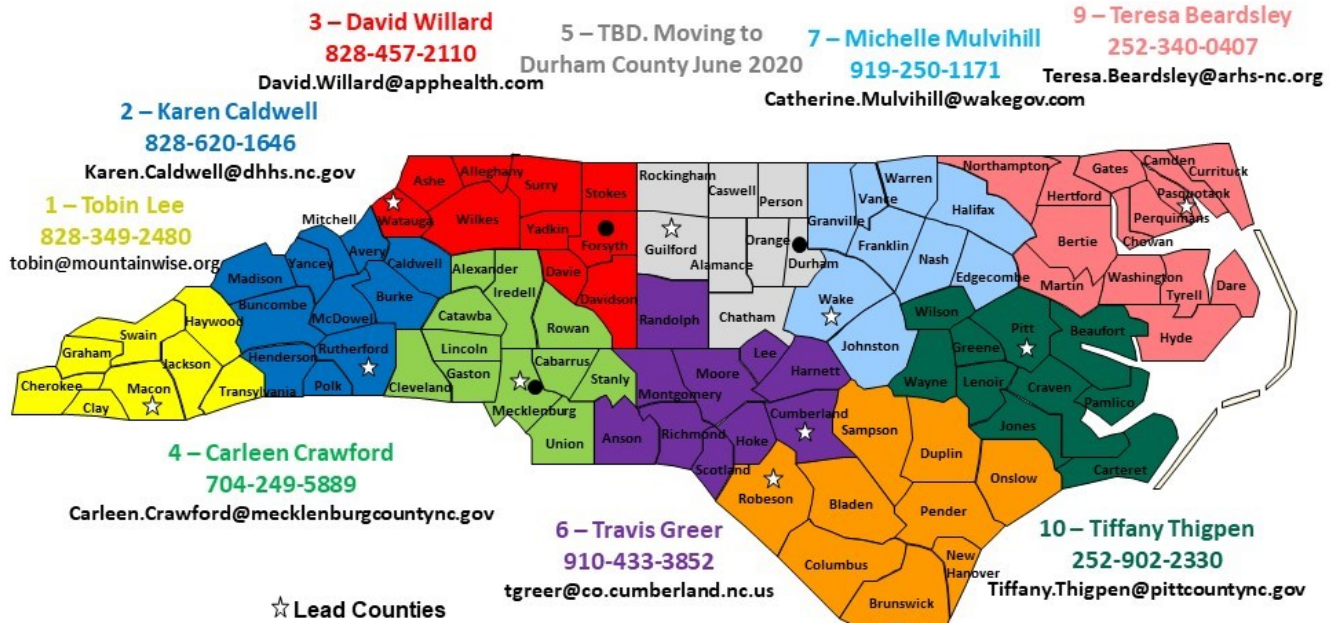 3 – David Willard
828-457-2110
David.Willard@apphealth.com
5 – TBD. Moving to
Durham County June 2020
7 – Michelle Mulvihill
919-250-1171
Catherine.Mulvihill@wakegov.com
9 – Teresa Beardsley
252-340-0407
Teresa.Beardsley@arhs-nc.org
2 – Karen Caldwell
828-620-1646
Karen.Caldwell@dhhs.nc.gov
1 – Tobin Lee
828-349-2480
tobin@mountainwise.org
Cherokee
Graham
Swain
Clay
Macon
Jackson
Haywood
Transylvania
Madison
Buncombe
Henderson
Polk
Rutherford
McDowell
Yancey
Mitchell
Avery
Burke
Caldwell
Watauga
Ashe
Alleghany
Wilkes
Surry
Yadkin
Stokes
Forsyth
Davie
Davidson
Alexander
Iredell
Catawba
Lincoln
Gaston
Cleveland
Rowan
Cabarrus
Stanly
Mecklenburg
Union
Rockingham
Caswell
Person
Guilford
Alamance
Orange
Durham
Chatham
Randolph
Montgomery
Moore
Lee
Harnett
Anson
Richmond
Scotland
Hoke
Cumberland
Granville
Vance
Warren
Halifax
Franklin
Nash
Edgecombe
Wake
Johnston
Northampton
Gates
Hertford
Camden
Currituck
Pasquotank
Perquimans
Chowan
Bertie
Martin
Washington
Tyrell
Dare
Hyde
Wilson
Pitt
Beaufort
Greene
Wayne
Lenoir
Craven
Pamlico
Jones
Carteret
Sampson
Duplin
Onslow
Robeson
Bladen
Pender
Columbus
New
Hanover
Brunswick
4 – Carleen Crawford
704-249-5889
Carleen.Crawford@mecklenburgcountync.gov
6 – Travis Greer
910-433-3852
tgreer@co.cumberland.nc.us
10 – Tiffany Thigpen
252-902-2330
Tiffany.Thigpen@pittcountync.gov
☆ Lead Counties